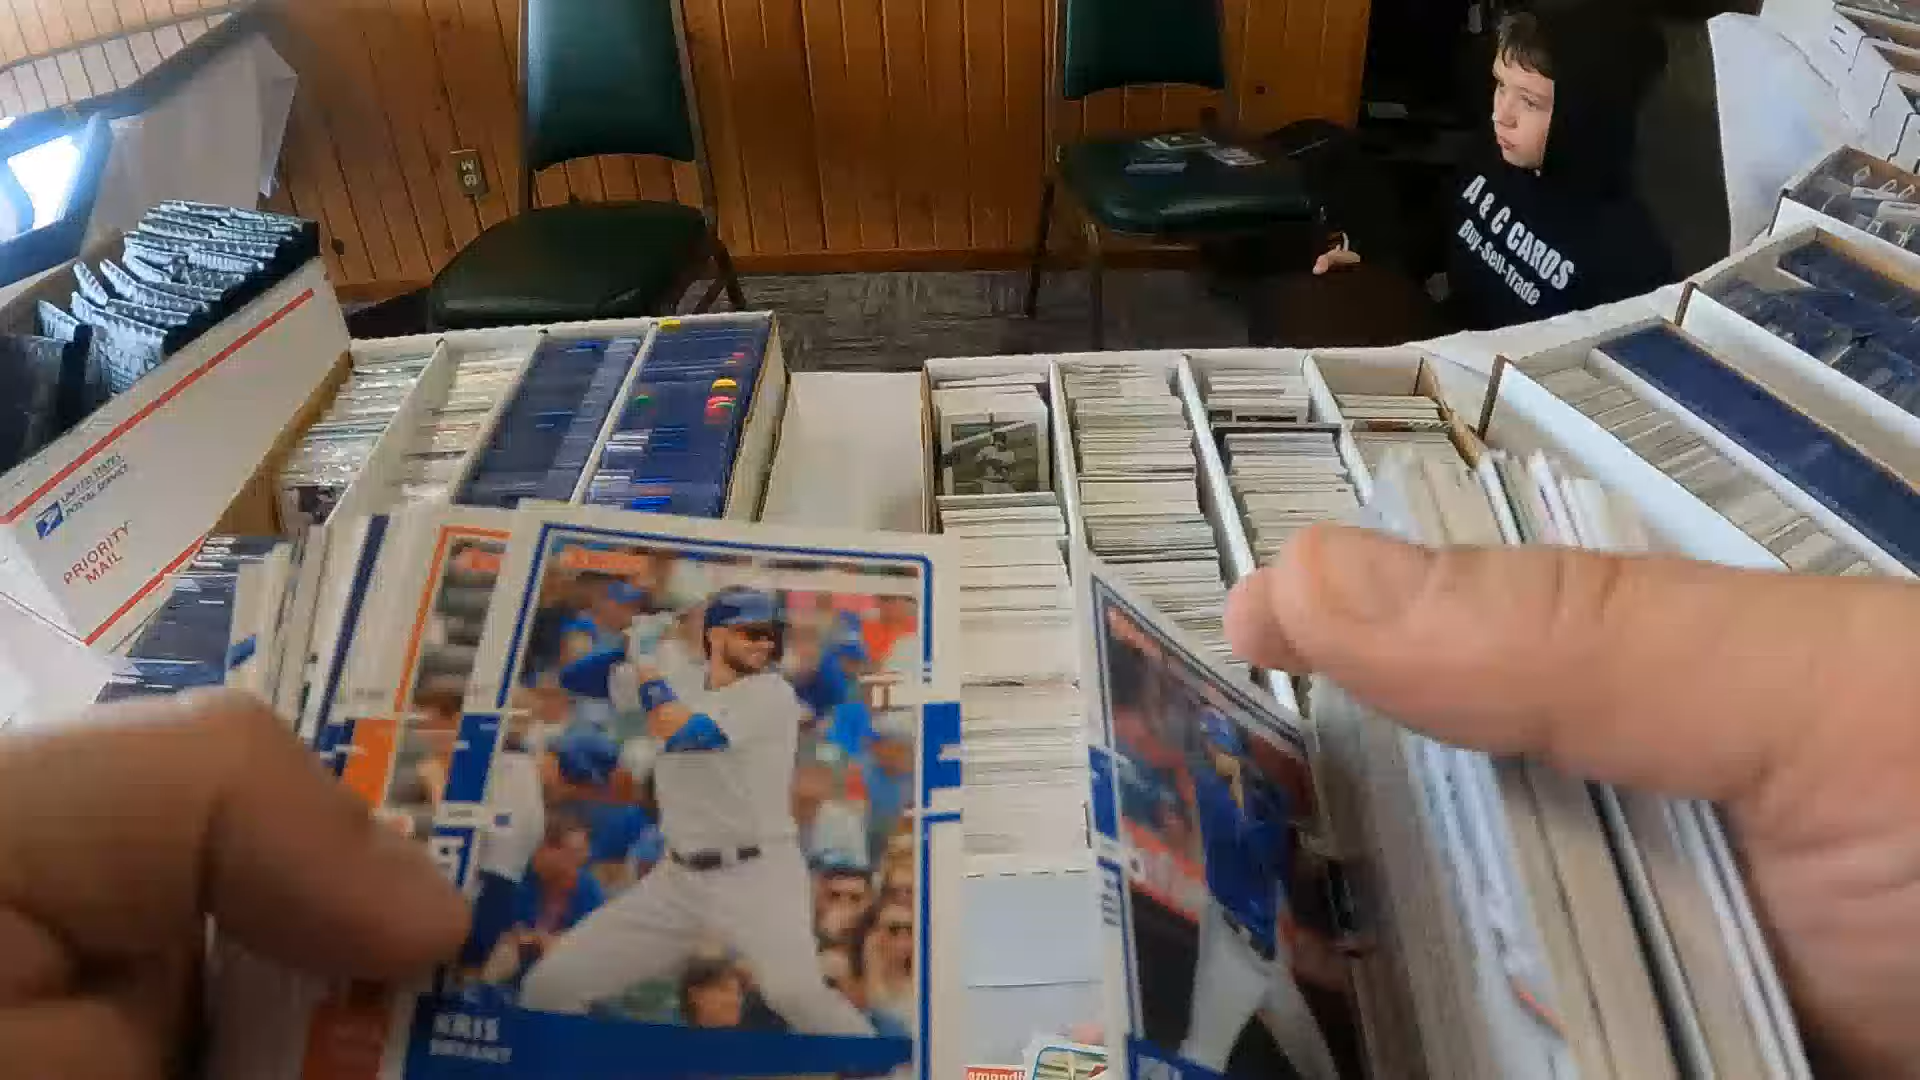 A & C CARDS
Buy-Sell-Trade
UNITED STATES
POSTAL SERVICE
PRIORITY
MAIL
KRIS
BRYANT